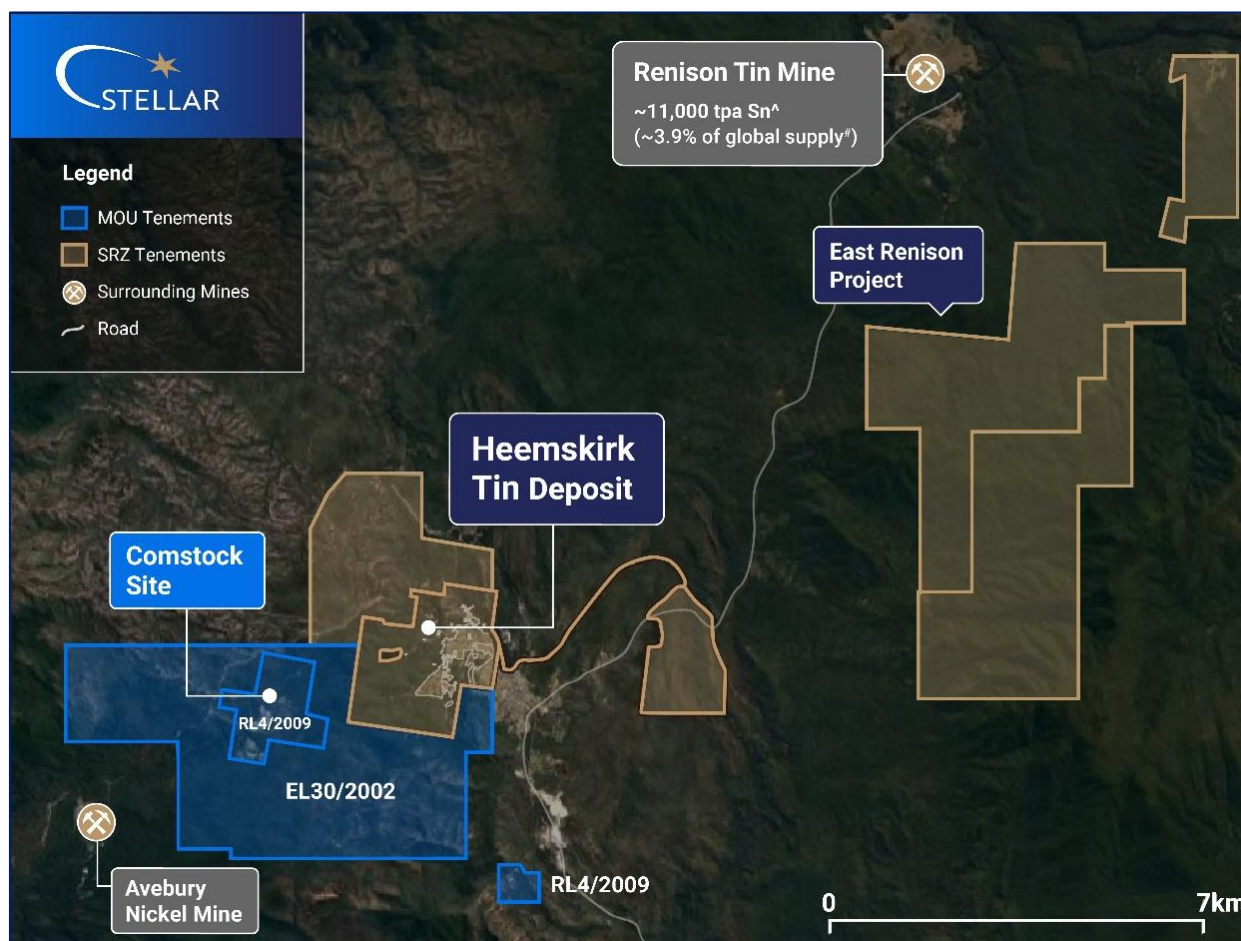 STELLAR
Legend
MOU Tenements
SRZ Tenements
Surrounding Mines
Road
Renison Tin Mine
~11,000 tpa Sn^
(~3.9% of global supply#)
East Renison
Project
Heemskirk
Tin Deposit
Comstock
Site
RL4/2009
EL30/2002
Avebury
Nickel Mine
RL4/2009
0 7km